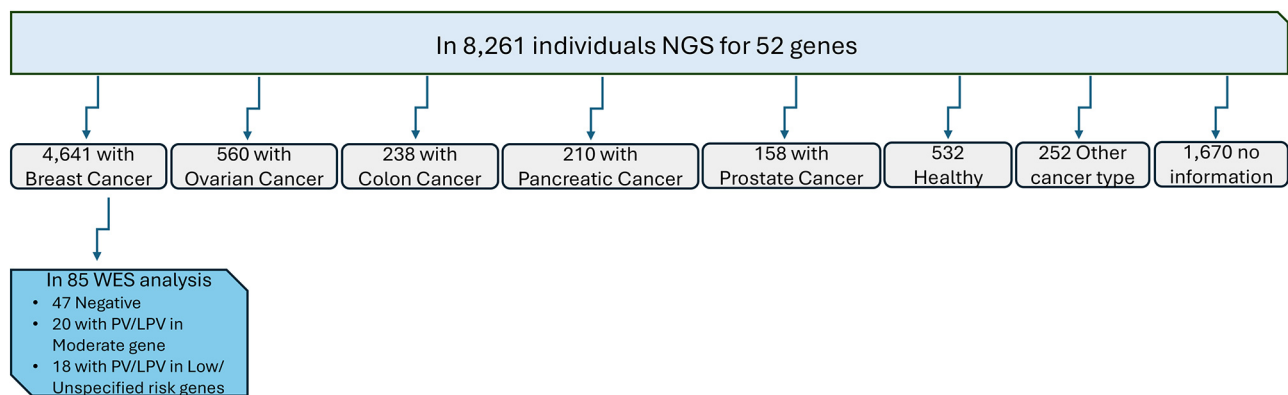 In 8,261 individuals NGS for 52 genes
4,641 with
Breast Cancer
560 with
Ovarian Cancer
238 with
Colon Cancer
210 with
Pancreatic Cancer
158 with
Prostate Cancer
532
Healthy
252 Other
cancer type
1,670 no
information
In 85 WES analysis
• 47 Negative
• 20 with PV/LPV in
Moderate gene
• 18 with PV/LPV in Low/
Unspecified risk genes